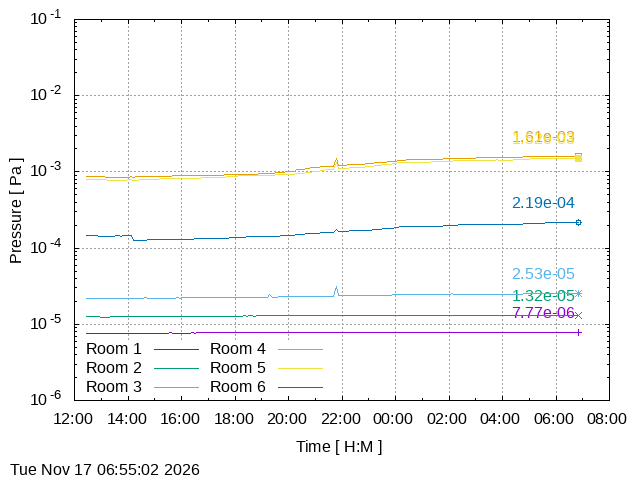 10^-1
10^-2
10^-3
10^-4
10^-5
10^-6
Pressure [ Pa ]
1.61e-03
2.19e-04
2.53e-05
1.32e-05
7.77e-06
Room 1 Room 4
Room 2 Room 5
Room 3 Room 6
12:00 14:00 16:00 18:00 20:00 22:00 00:00 02:00 04:00 06:00 08:00
Time [ H:M ]
Tue Nov 17 06:55:02 2026